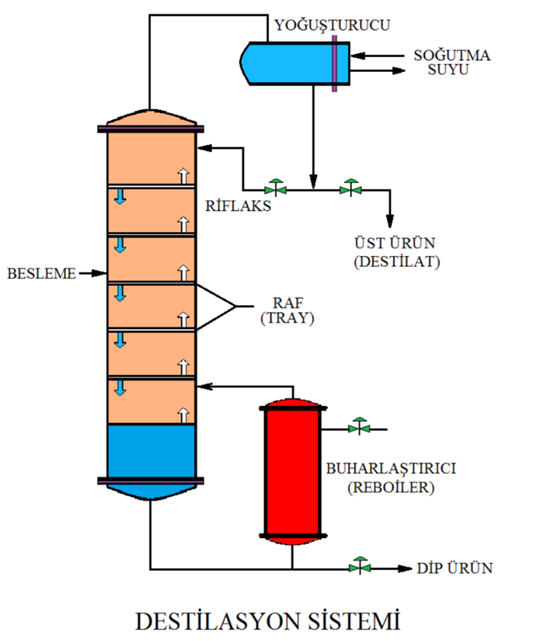 YOĞUŞTURUCU
SOĞUTMA
SUYU
RİFLAKS
ÜST ÜRÜN
(DESTİLAT)
BESLEME
RAF
(TRAY)
BUHARLAŞTIRICI
(REBOİLER)
DİP ÜRÜN
DESTİLASYON SİSTEMİ